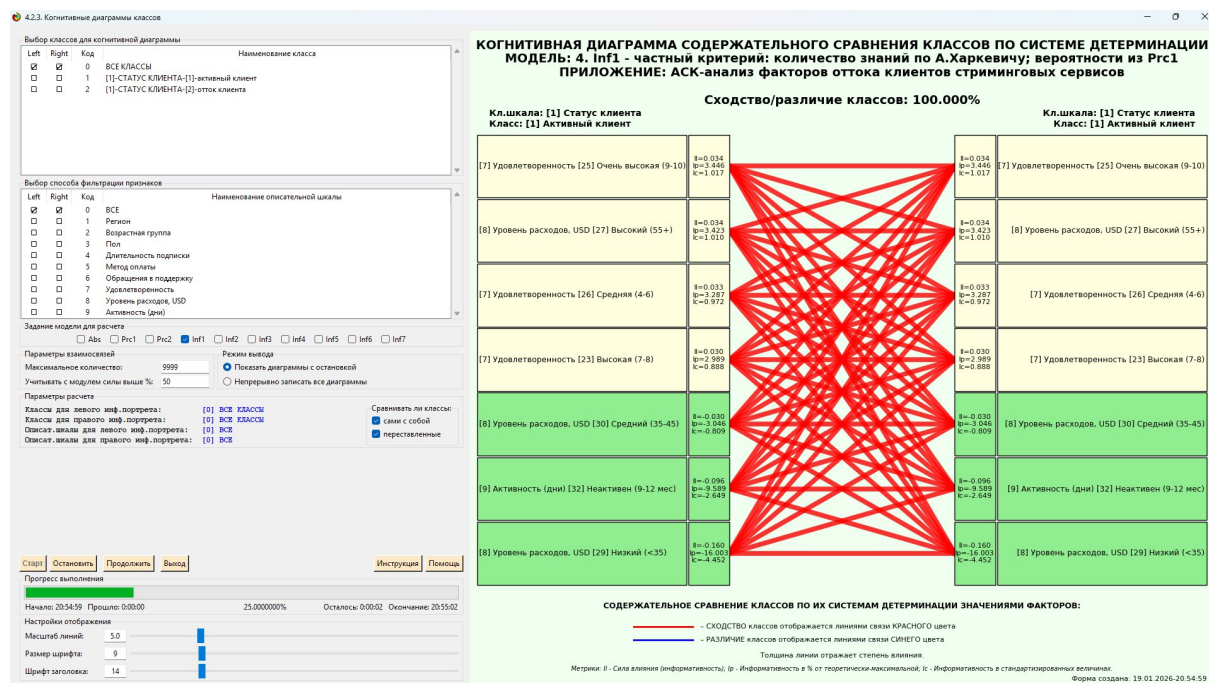 4.2.3. Когнитивные диаграммы классов
Выбор классов для когнитивной диаграммы
Left Right Код Наименование класса
0 ВСЕ КЛАССЫ
1 [1]-СТАТУС КЛИЕНТА-[1]-активный клиент
2 [1]-СТАТУС КЛИЕНТА-[2]-отток клиента
Выбор способа фильтрации признаков
Left Right Код Наименование описательной шкалы
0 ВСЕ
1 Регион
2 Возрастная группа
3 Пол
4 Длительность подписки
5 Метод оплаты
6 Обращения в поддержку
7 Удовлетворенность
8 Уровень расходов, USD
9 Активность (дни)
Задание модели для расчета
Abs Prc1 Prc2 Inf1 Inf2 Inf3 Inf4 Inf5 Inf6 Inf7
Параметры взаимосвязей
Максимальное количество: 9999
Учитывать с модулем силы выше %: 50
Режим вывода
Показать диаграммы с остановкой
Непрерывно записать все диаграммы
Параметры расчета
Классы для левого инф.портрета: [0] ВСЕ КЛАССЫ
Классы для правого инф.портрета: [0] ВСЕ КЛАССЫ
Описат.шкалы для левого инф.портрета: [0] ВСЕ
Описат.шкалы для правого инф.портрета: [0] ВСЕ
Сравнивать ли классы:
сами с собой
переставленные
Старт Остановить Продолжить Выход Инструкция Помощь
Прогресс выполнения
Начало: 20:54:59 Прошло: 0:00:00 25.0000000% Осталось: 0:00:02 Окончание: 20:55:02
Настройки отображения
Масштаб линий: 5.0
Размер шрифта: 9
Шрифт заголовка: 14
КОГНИТИВНАЯ ДИАГРАММА СОДЕРЖАТЕЛЬНОГО СРАВНЕНИЯ КЛАССОВ ПО СИСТЕМЕ ДЕТЕРМИНАЦИИ
МОДЕЛЬ: 4. Inf1 - частный критерий: количество знаний по А.Харкевичу; вероятности из Prc1
ПРИЛОЖЕНИЕ: АСК-анализ факторов оттока клиентов стриминговых сервисов
Сходство/различие классов: 100.000%
Кл.шкала: [1] Статус клиента
Класс: [1] Активный клиент
Кл.шкала: [1] Статус клиента
Класс: [1] Активный клиент
[7] Удовлетворенность [25] Очень высокая (9-10)
II=0.034
Ip=3.446
Ic=1.017
II=0.034
Ip=3.446
Ic=1.017
[7] Удовлетворенность [25] Очень высокая (9-10)
[8] Уровень расходов, USD [27] Высокий (55+)
II=0.034
Ip=3.423
Ic=1.010
II=0.034
Ip=3.423
Ic=1.010
[8] Уровень расходов, USD [27] Высокий (55+)
[7] Удовлетворенность [26] Средняя (4-6)
II=0.033
Ip=3.287
Ic=0.972
II=0.033
Ip=3.287
Ic=0.972
[7] Удовлетворенность [26] Средняя (4-6)
[7] Удовлетворенность [23] Высокая (7-8)
II=0.030
Ip=2.989
Ic=0.888
II=0.030
Ip=2.989
Ic=0.888
[7] Удовлетворенность [23] Высокая (7-8)
[8] Уровень расходов, USD [30] Средний (35-45)
II=-0.030
Ip=-3.046
Ic=-0.809
II=-0.030
Ip=-3.046
Ic=-0.809
[8] Уровень расходов, USD [30] Средний (35-45)
[9] Активность (дни) [32] Неактивен (9-12 мес)
II=-0.096
Ip=-9.589
Ic=-2.649
II=-0.096
Ip=-9.589
Ic=-2.649
[9] Активность (дни) [32] Неактивен (9-12 мес)
[8] Уровень расходов, USD [29] Низкий (<35)
II=-0.160
Ip=-16.003
Ic=-4.452
II=-0.160
Ip=-16.003
Ic=-4.452
[8] Уровень расходов, USD [29] Низкий (<35)
СОДЕРЖАТЕЛЬНОЕ СРАВНЕНИЕ КЛАССОВ ПО ИХ СИСТЕМАМ ДЕТЕРМИНАЦИИ ЗНАЧЕНИЯМИ ФАКТОРОВ:
– СХОДСТВО классов отображается линиями связи КРАСНОГО цвета
– РАЗЛИЧИЕ классов отображается линиями связи СИНЕГО цвета
Толщина линии отражает степень влияния.
Метрики: II - Сила влияния (информативность); Ip - Информативность в % от теоретически-максимальной; Ic - Информативность в стандартизированных величинах.
Форма создана: 19.01.2026-20:54:59